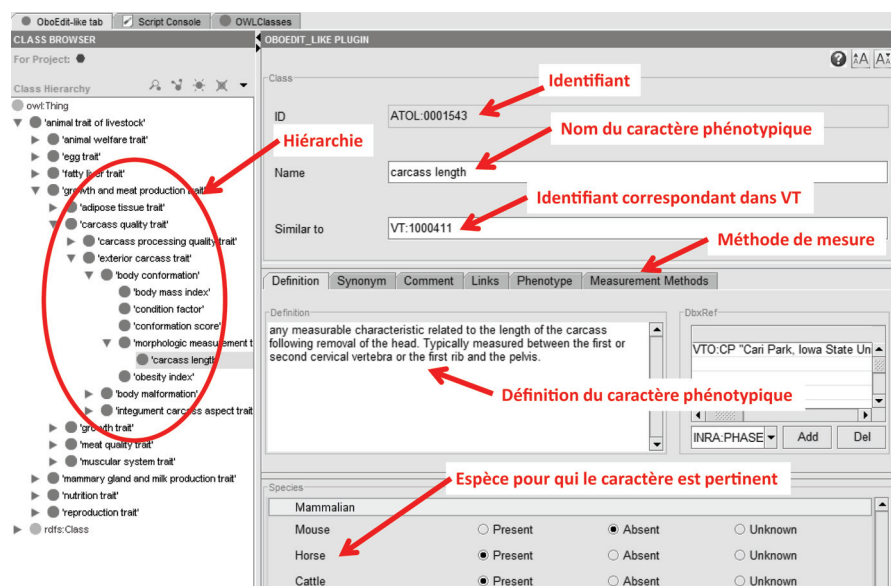 OboEdit-like tab
Script Console
OWLClasses
CLASS BROWSER
For Project:
Class Hierarchy
owl:Thing
'animal trait of livestock'
'animal welfare trait'
'egg trait'
'fatty liver trait'
'growth and meat production trait'
'adipose tissue trait'
'carcass quality trait'
'carcass processing quality trait'
'exterior carcass trait'
'body conformation'
'body mass index'
'condition factor'
'conformation score'
'morphologic measurement t
'carcass length'
'obesity index'
'body malformation'
'integument carcass aspect trait
'growth trait'
'meat quality trait'
'muscular system trait'
'mammary gland and milk production trait'
'nutrition trait'
'reproduction trait'
rdfs:Class
Hiérarchie
OBOEDIT_LIKE PLUGIN
Class
Identifiant
ID
ATOL:0001543
Nom du caractère phénotypique
Name
carcass length
Identifiant correspondant dans VT
Similar to
VT:1000411
Méthode de mesure
Definition
Synonym
Comment
Links
Phenotype
Measurement Methods
Definition
any measurable characteristic related to the length of the carcass
following removal of the head. Typically measured between the first or
second cervical vertebra or the first rib and the pelvis.
Définition du caractère phénotypique
DbxRef
VTO:CP "Cari Park, Iowa State Un
INRA:PHASE
Add
Del
Species
Espèce pour qui le caractère est pertinent
Mammalian
Mouse Present Absent Unknown
Horse Present Absent Unknown
Cattle Present Absent Unknown